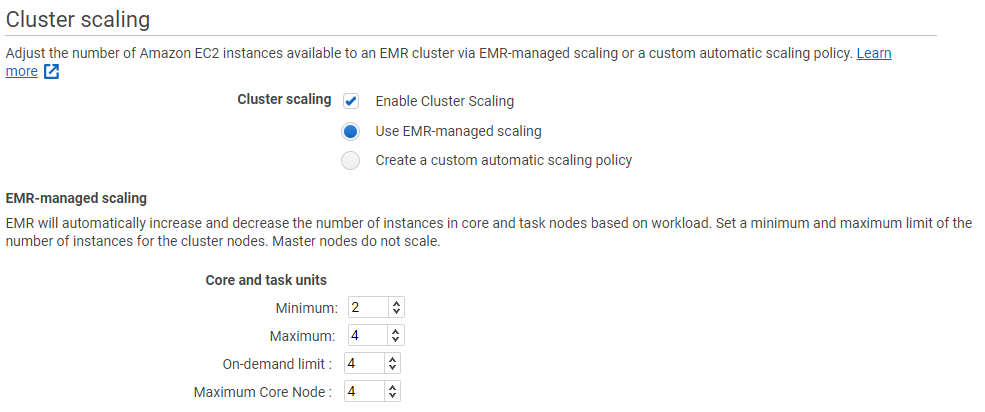 Cluster scaling
Adjust the number of Amazon EC2 instances available to an EMR cluster via EMR-managed scaling or a custom automatic scaling policy. Learn
more
Cluster scaling Enable Cluster Scaling
Use EMR-managed scaling
Create a custom automatic scaling policy
EMR-managed scaling
EMR will automatically increase and decrease the number of instances in core and task nodes based on workload. Set a minimum and maximum limit of the
number of instances for the cluster nodes. Master nodes do not scale.
Core and task units
Minimum: 2
Maximum: 4
On-demand limit : 4
Maximum Core Node : 4